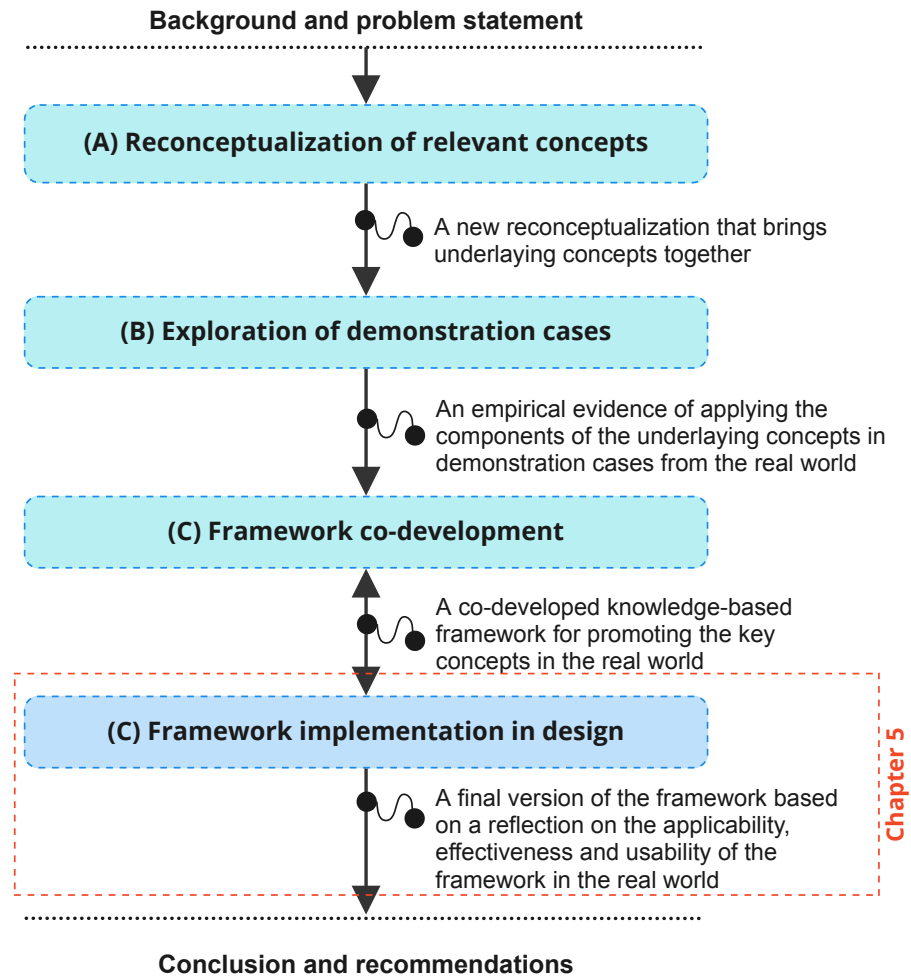 Background and problem statement
(A) Reconceptualization of relevant concepts
A new reconceptualization that brings
underlaying concepts together
(B) Exploration of demonstration cases
An empirical evidence of applying the
components of the underlaying concepts in
demonstration cases from the real world
(C) Framework co-development
A co-developed knowledge-based
framework for promoting the key
concepts in the real world
(C) Framework implementation in design
A final version of the framework based
on a reflection on the applicability,
effectiveness and usability of the
framework in the real world
Chapter 5
Conclusion and recommendations